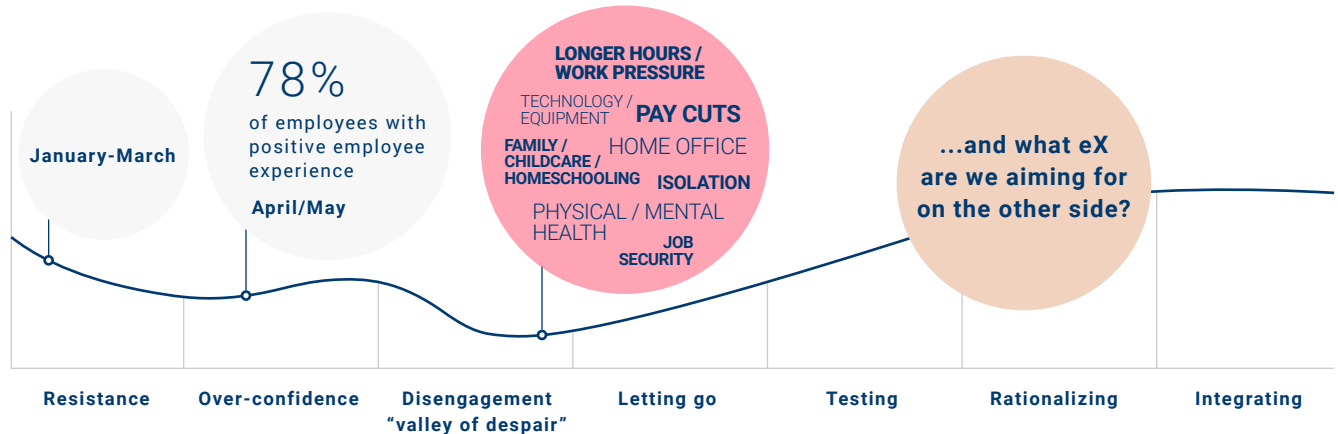 January-March
78%
of employees with
positive employee
experience
April/May
LONGER HOURS /
WORK PRESSURE
TECHNOLOGY /
EQUIPMENT
PAY CUTS
FAMILY /
CHILDCARE /
HOMESCHOOLING
HOME OFFICE
ISOLATION
PHYSICAL / MENTAL
HEALTH
JOB
SECURITY
...and what eX
are we aiming for
on the other side?
Resistance
Over-confidence
Disengagement
“valley of despair”
Letting go
Testing
Rationalizing
Integrating